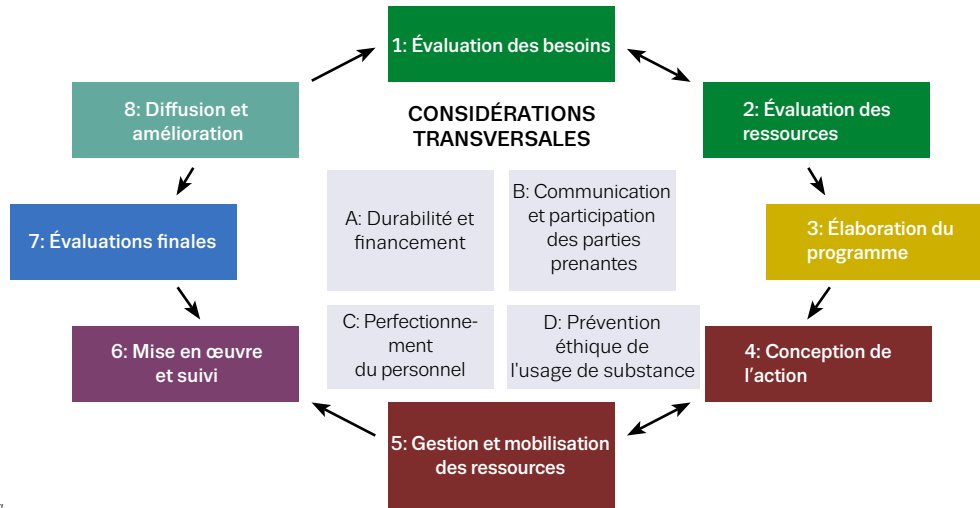 1: Évaluation des besoins
8: Diffusion et
amélioration
CONSIDÉRATIONS
TRANSVERSALES
2: Évaluation des
ressources
A: Durabilité et
financement
B: Communication
et participation
des parties
prenantes
7: Évaluations finales
3: Élaboration du
programme
C: Perfectionne-
ment
du personnel
D: Prévention
éthique de
l'usage de substance
6: Mise en œuvre
et suivi
4: Conception de
l’action
5: Gestion et mobilisation
des ressources